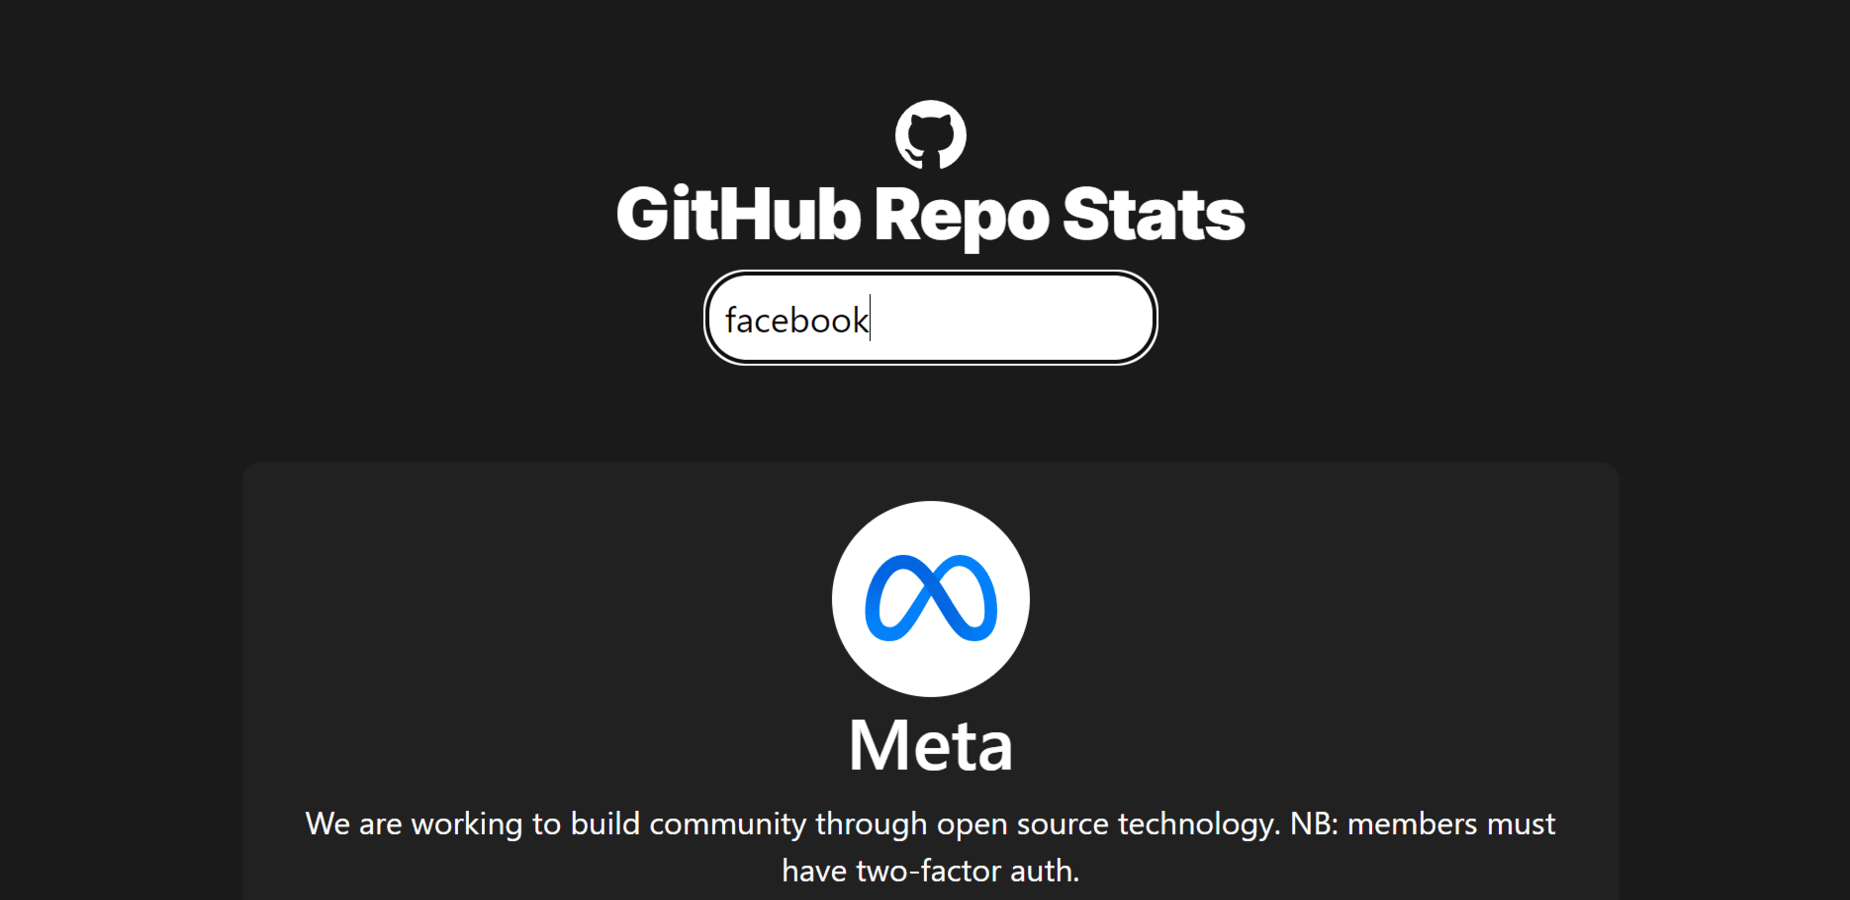 GitHub Repo Stats
facebook
Meta
We are working to build community through open source technology. NB: members must
have two-factor auth.